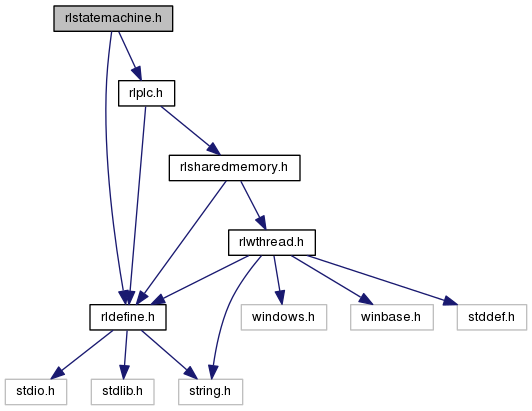 rlstatemachine.h
rlplc.h
rlsharedmemory.h
rlwthread.h
rldefine.h
windows.h
winbase.h
stddef.h
stdio.h
stdlib.h
string.h